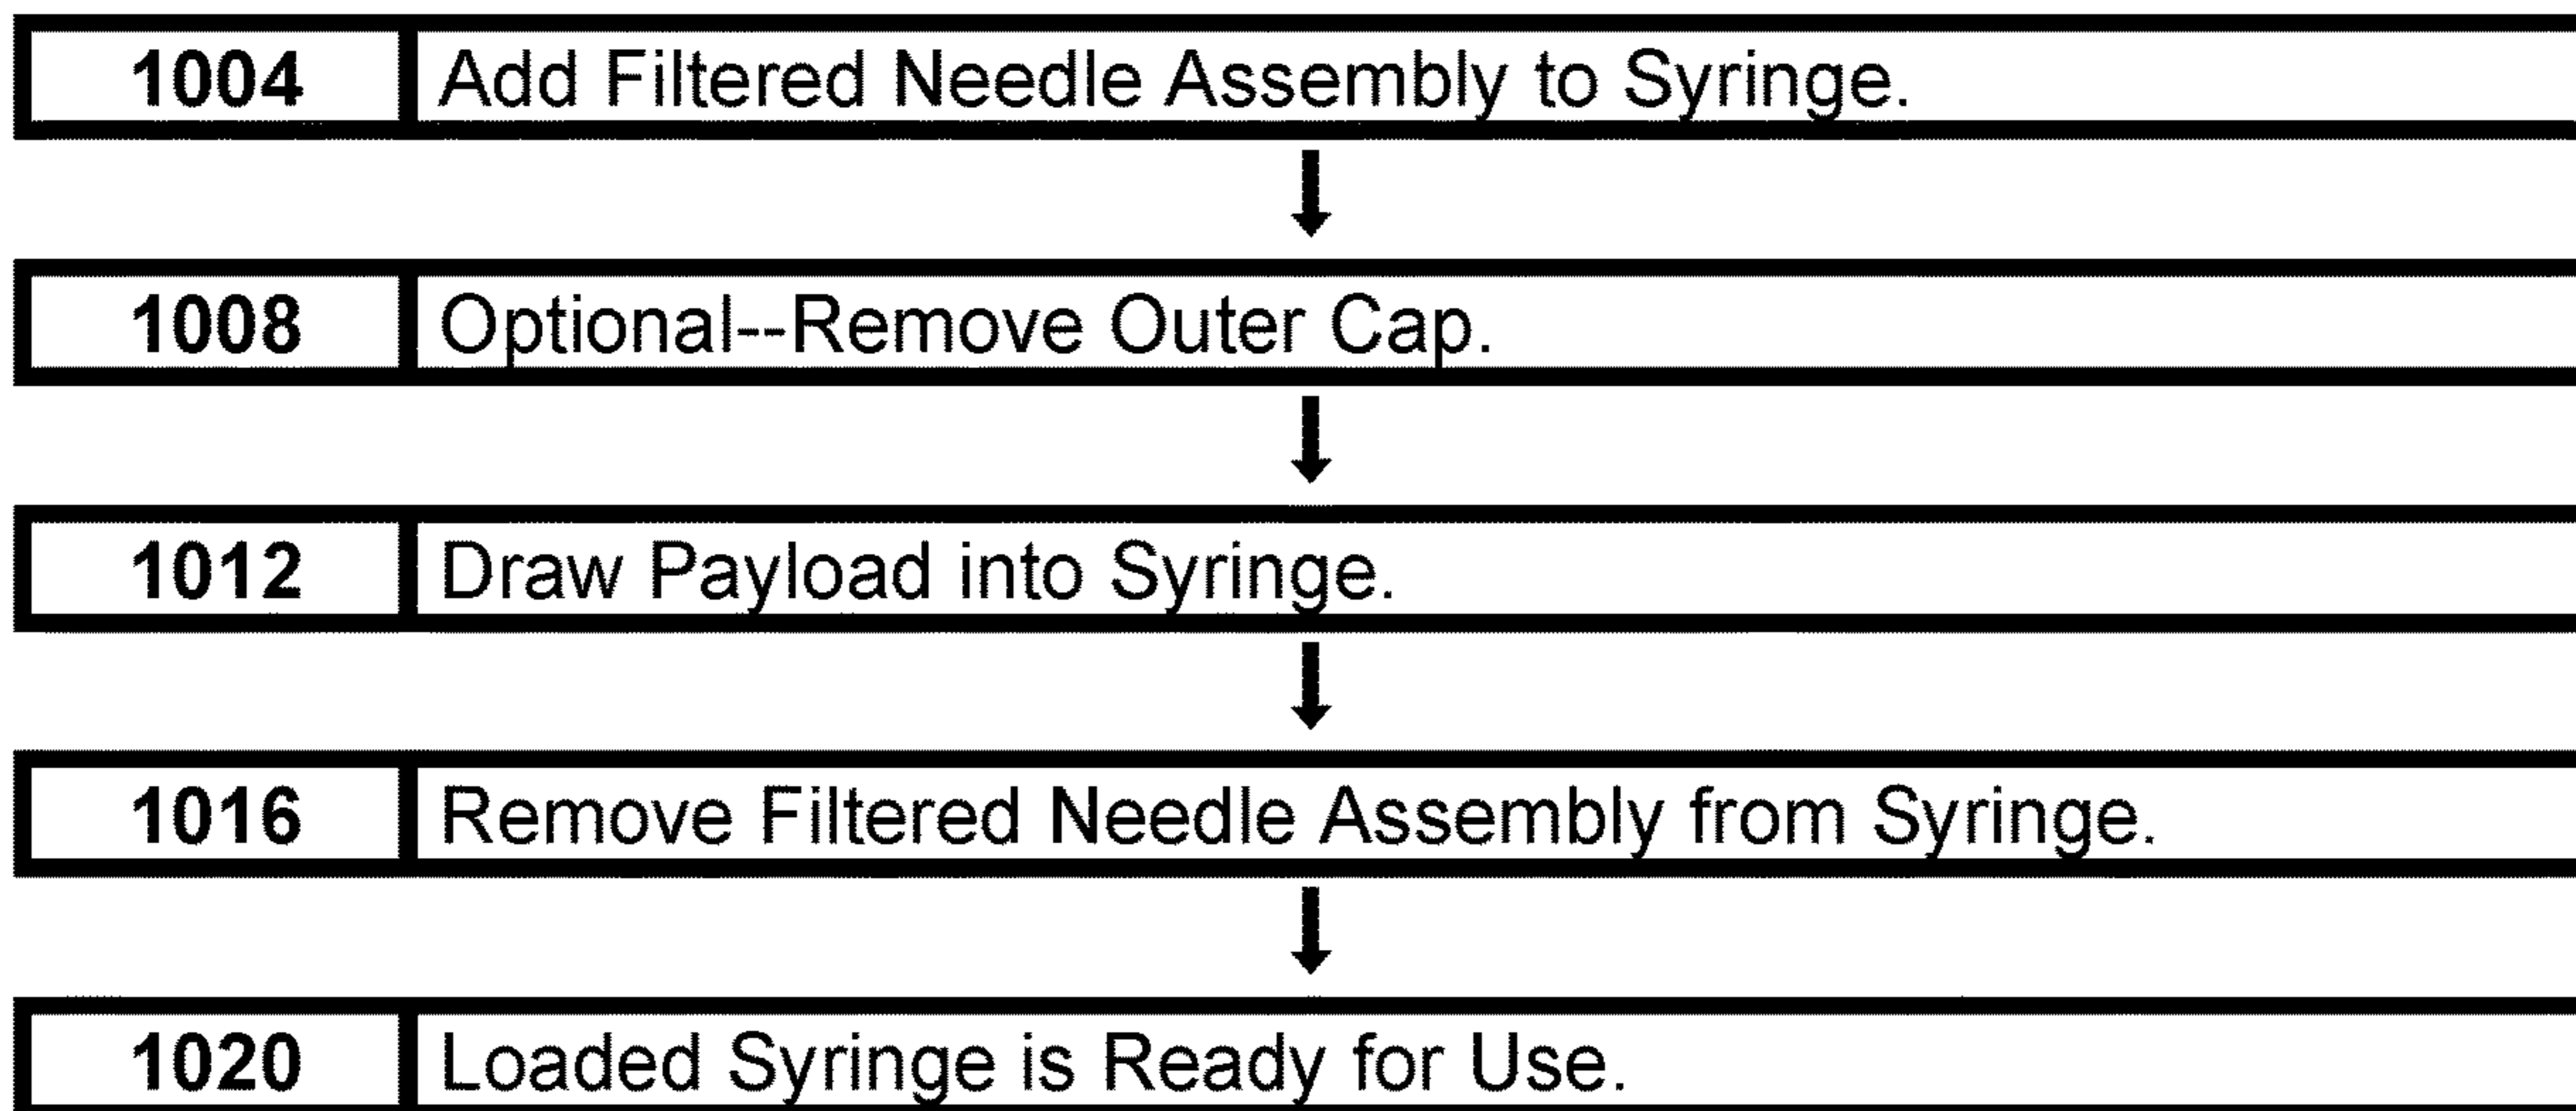 1004 Add Filtered Needle Assembly to Syringe.
1008 Optional--Remove Outer Cap.
1012 Draw Payload into Syringe.
1016 Remove Filtered Needle Assembly from Syringe.
1020 Loaded Syringe is Ready for Use.